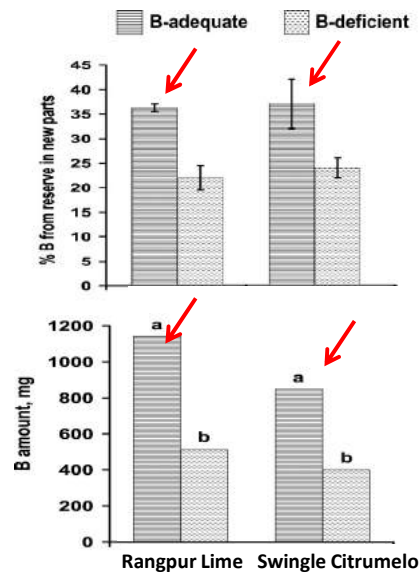 B-adequate B-deficient
% B from reserve in new parts
45
40
35
30
25
20
15
10
5
0
B amount, mg
1200
1000
800
600
400
200
0
a
b
a
b
Rangpur Lime Swingle Citrumelo